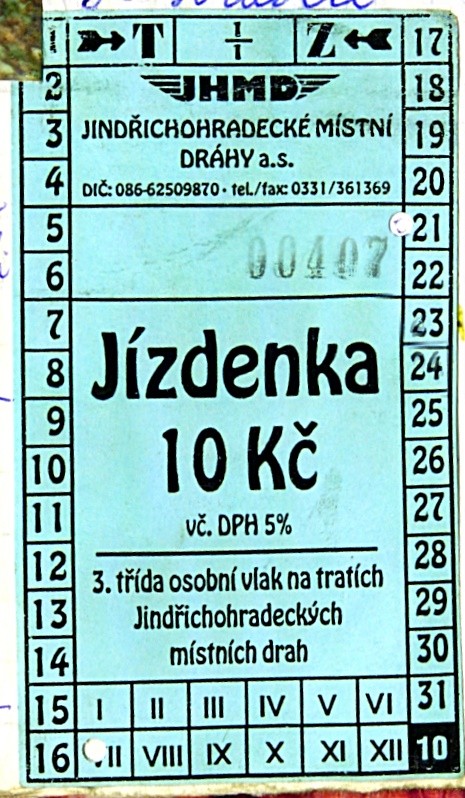 T 1/1 Z 17
2 JHMD 18
3 JINDŘICHOHRADECKÉ MÍSTNÍ 19
DRÁHY a.s.
4 DIČ: 086-62509870 · tel./fax: 0331/361369 20
5 21
6 00407 22
7 23
8 Jízdenka 24
9 25
10 10 Kč 26
11 vč. DPH 5% 27
12 28
3. třída osobní vlak na tratích
13 Jindřichohradeckých 29
14 místních drah 30
15 I II III IV V VI 31
16 VII VIII IX X XI XII 10